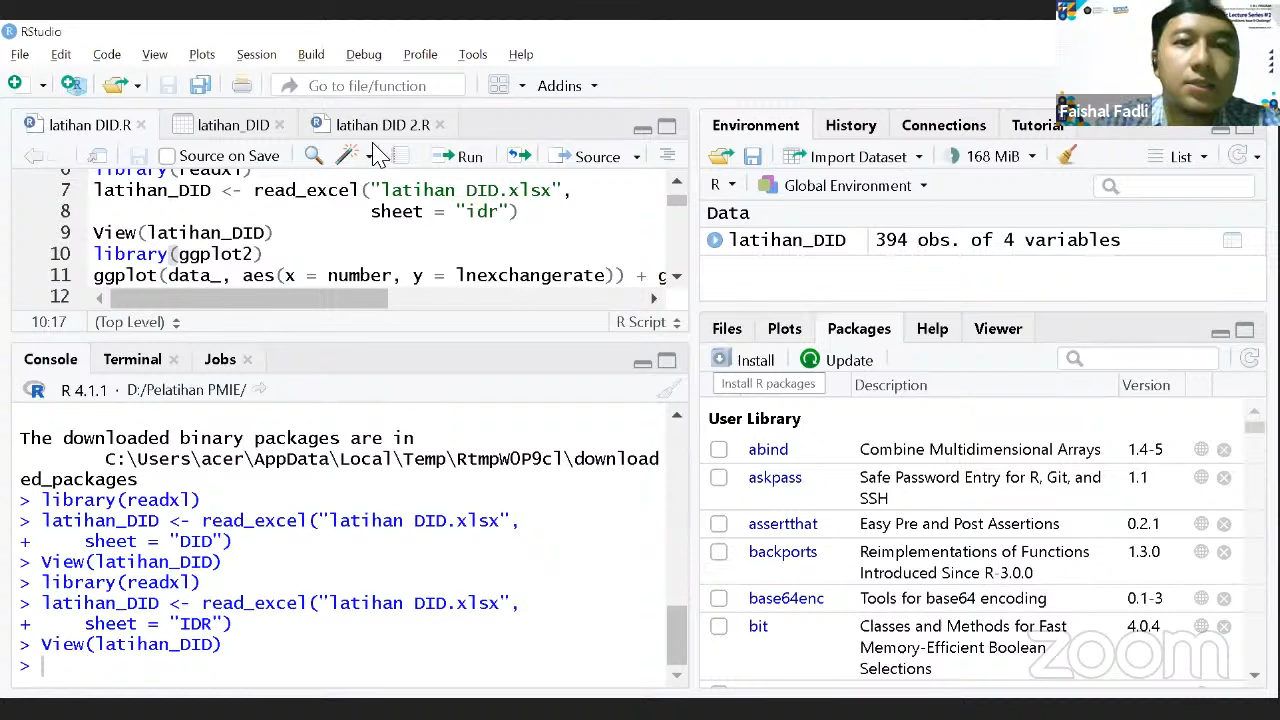 RStudio
File Edit Code View Plots Session Build Debug Profile Tools Help
Go to file/function Addins
Lecture Series #2
Faishal Fadli
latihan DID.R latihan_DID latihan DID 2.R
Source on Save Run Source
6 library(readxl)
7 latihan_DID <- read_excel("latihan DID.xlsx",
8 sheet = "idr")
9 View(latihan_DID)
10 library(ggplot2)
11 ggplot(data_, aes(x = number, y = lnexchangerate)) + g
12
10:17 (Top Level) R Script
Console Terminal Jobs
R 4.1.1 · D:/Pelatihan PMIE/
The downloaded binary packages are in
C:\Users\acer\AppData\Local\Temp\RtmpWOP9cl\download
ed_packages
> library(readxl)
> latihan_DID <- read_excel("latihan DID.xlsx",
+ sheet = "DID")
> View(latihan_DID)
> library(readxl)
> latihan_DID <- read_excel("latihan DID.xlsx",
+ sheet = "IDR")
> View(latihan_DID)
>
Environment History Connections Tutorial
Import Dataset 168 MiB List
R Global Environment
Data
latihan_DID 394 obs. of 4 variables
Files Plots Packages Help Viewer
Install Update
Install R packages
Description Version
User Library
abind Combine Multidimensional Arrays 1.4-5
askpass Safe Password Entry for R, Git, and SSH 1.1
assertthat Easy Pre and Post Assertions 0.2.1
backports Reimplementations of Functions Introduced Since R-3.0.0 1.3.0
base64enc Tools for base64 encoding 0.1-3
bit Classes and Methods for Fast Memory-Efficient Boolean Selections 4.0.4
zoom